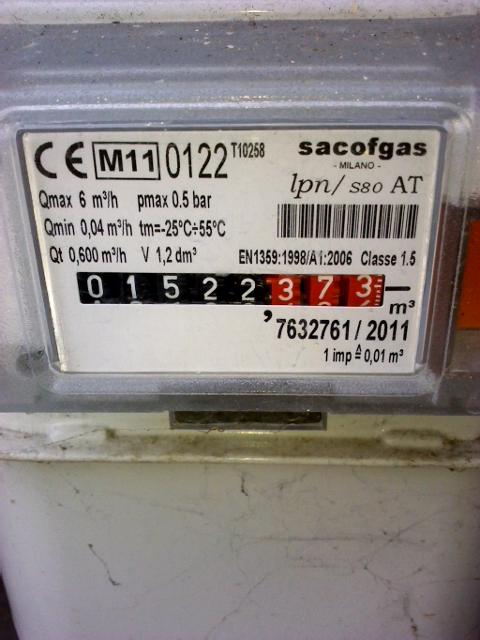 CE M11 0122 T10258
sacofgas
- MILANO -
lpn/ S80 AT
Qmax 6 m³/h pmax 0.5 bar
Qmin 0,04 m³/h tm=-25°C÷55°C
Qt 0,600 m³/h V 1,2 dm³
EN1359:1998/A1:2006 Classe 1.5
0 1 5 2 2 3 7 3
m³
, 7632761 / 2011
1 imp ≙ 0,01 m³